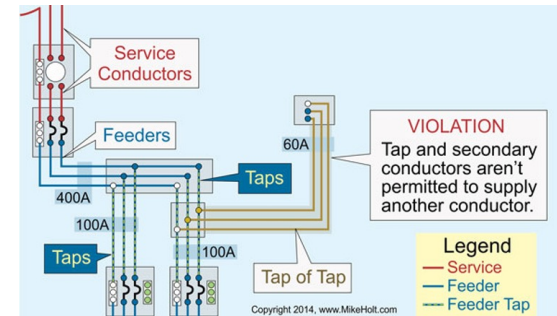 Service
Conductors
Feeders
VIOLATION
Tap and secondary
conductors aren't
permitted to supply
another conductor.
60A
Taps
400A
100A
Taps
100A
Tap of Tap
Legend
Service
Feeder
Feeder Tap
Copyright 2014, www.MikeHolt.com